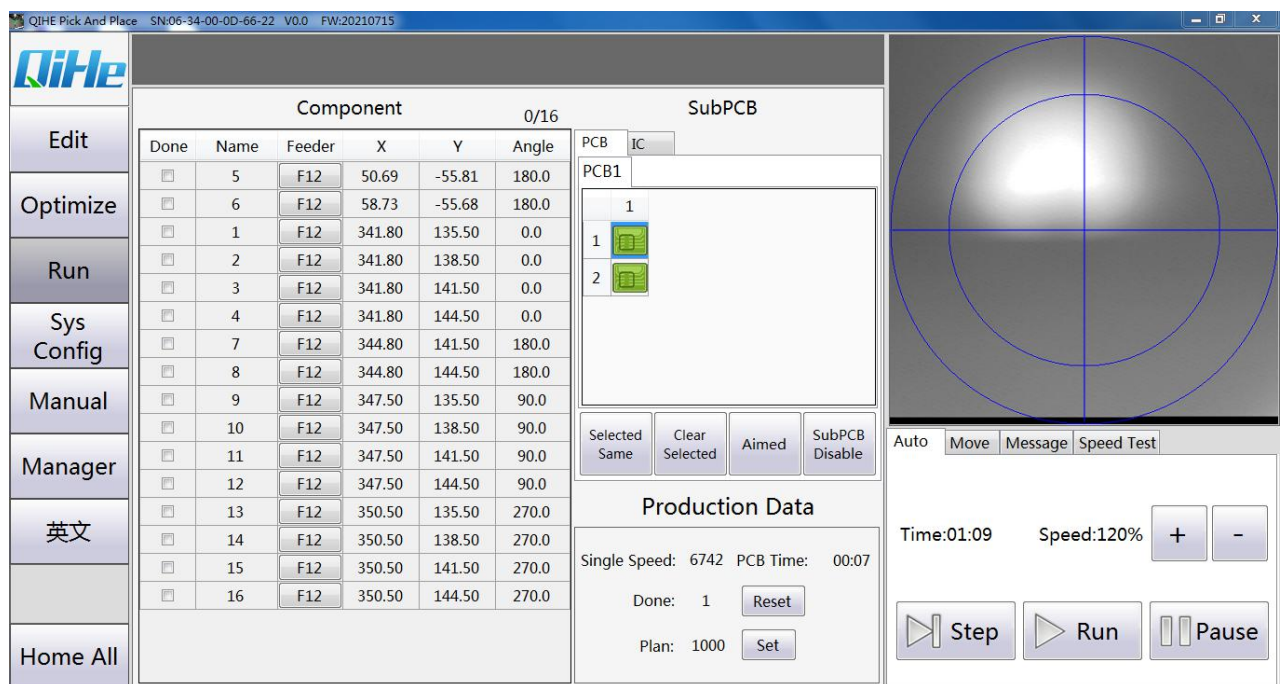 QIHE Pick And Place SN:06-34-00-0D-66-22 V0.0 FW:20210715
QiHe
Edit
Optimize
Run
Sys
Config
Manual
Manager
英文
Home All
Component 0/16
Done Name Feeder X Y Angle
5 F12 50.69 -55.81 180.0
6 F12 58.73 -55.68 180.0
1 F12 341.80 135.50 0.0
2 F12 341.80 138.50 0.0
3 F12 341.80 141.50 0.0
4 F12 341.80 144.50 0.0
7 F12 344.80 141.50 180.0
8 F12 344.80 144.50 180.0
9 F12 347.50 135.50 90.0
10 F12 347.50 138.50 90.0
11 F12 347.50 141.50 90.0
12 F12 347.50 144.50 90.0
13 F12 350.50 135.50 270.0
14 F12 350.50 138.50 270.0
15 F12 350.50 141.50 270.0
16 F12 350.50 144.50 270.0
SubPCB
PCB IC
PCB1
1
1
2
Selected Same
Clear Selected
Aimed
SubPCB Disable
Production Data
Single Speed: 6742 PCB Time: 00:07
Done: 1 Reset
Plan: 1000 Set
Auto Move Message Speed Test
Time:01:09 Speed:120% + -
Step Run Pause